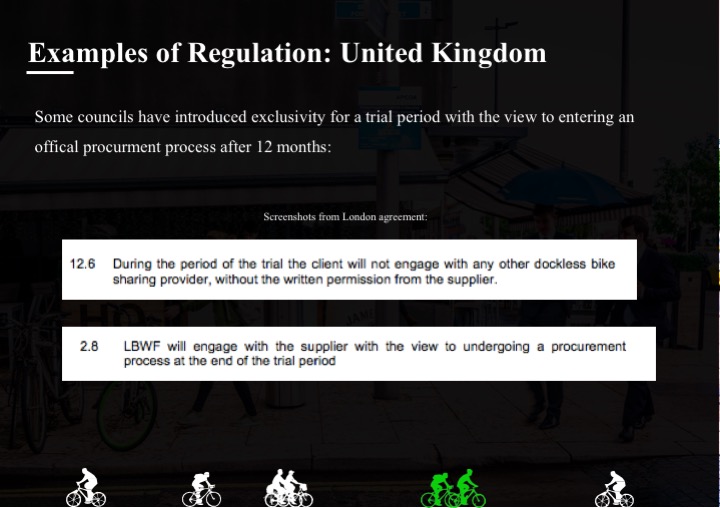 Examples of Regulation: United Kingdom
Some councils have introduced exclusivity for a trial period with the view to entering an
offical procurment process after 12 months:
Screenshots from London agreement:
12.6 During the period of the trial the client will not engage with any other dockless bike
sharing provider, without the written permission from the supplier.
2.8 LBWF will engage with the supplier with the view to undergoing a procurement
process at the end of the trial period